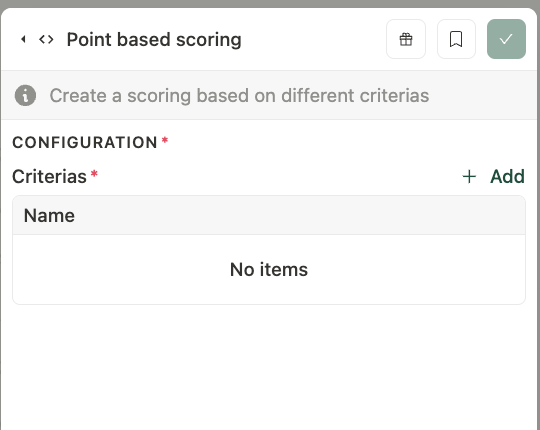 Point based scoring
Create a scoring based on different criterias
CONFIGURATION *
Criterias * + Add
Name
No items